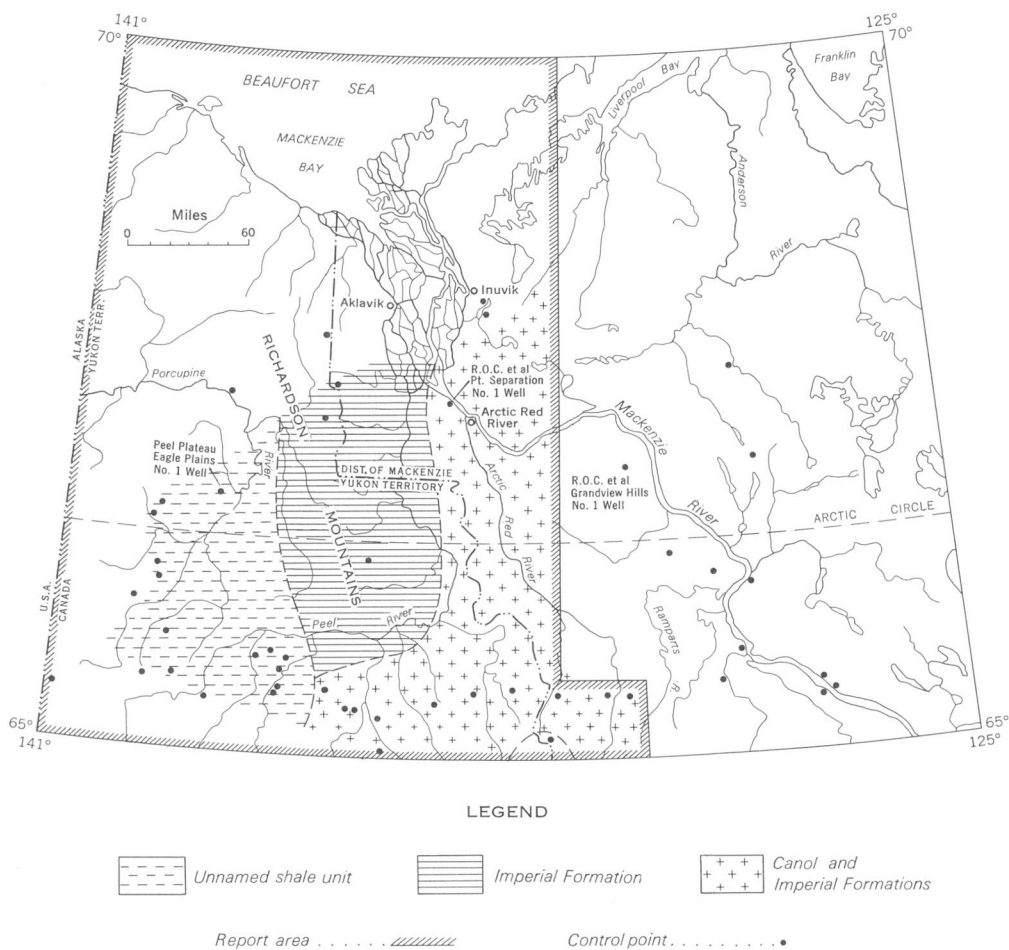 141°
70°
125°
70°
BEAUFORT SEA
MACKENZIE
BAY
Liverpool Bay
Franklin
Bay
Anderson
River
Miles
0 60
Inuvik
Aklavik
ALASKA
YUKON TERR.
RICHARDSON
MOUNTAINS
Porcupine
River
R.O.C. et al
Pt. Separation
No. 1 Well
Arctic Red
River
Mackenzie
River
Peel Plateau
Eagle Plains
No. 1 Well
DIST. OF MACKENZIE
YUKON TERRITORY
Arctic
Red
River
R.O.C. et al
Grandview Hills
No. 1 Well
ARCTIC CIRCLE
U.S.A.
CANADA
Peel River
Ramparts
R.
65°
141°
65°
125°
LEGEND
Unnamed shale unit
Imperial Formation
Canol and
Imperial Formations
Report area . . . . . .
Control point . . . . . . . . .